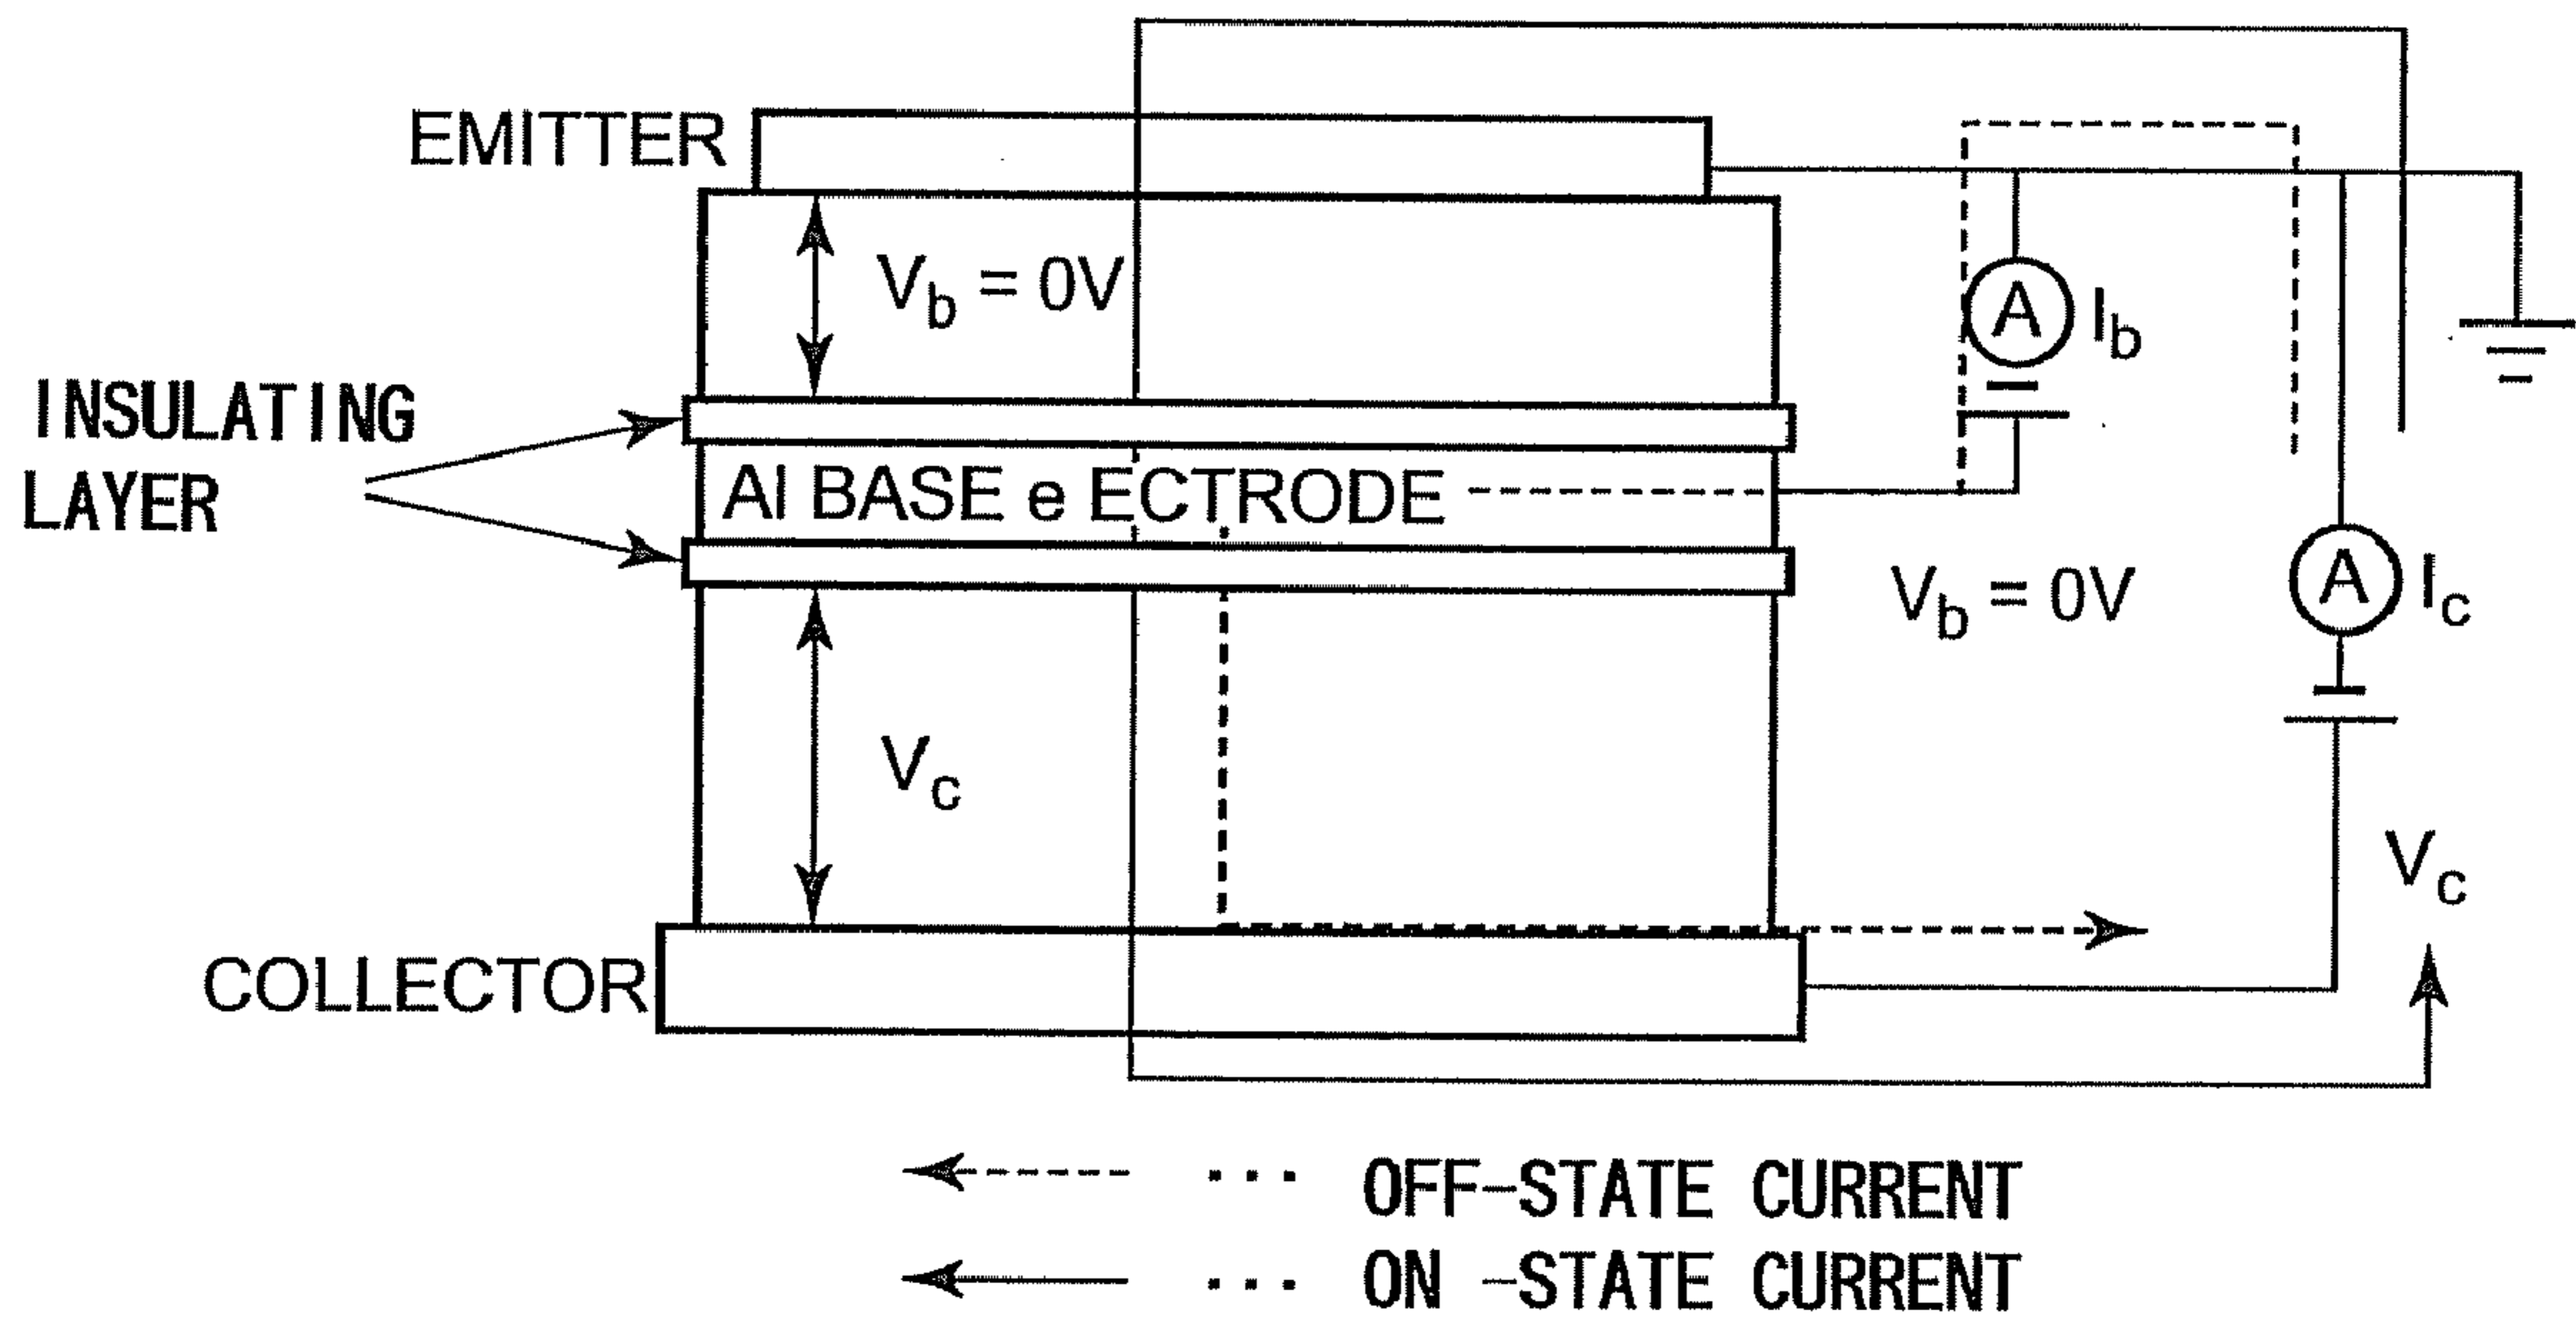 EMITTER
V_b = 0V
A I_b
INSULATING
LAYER
Al BASE e ECTRODE
V_b = 0V
A I_c
V_c
V_c
COLLECTOR
... OFF-STATE CURRENT
... ON -STATE CURRENT